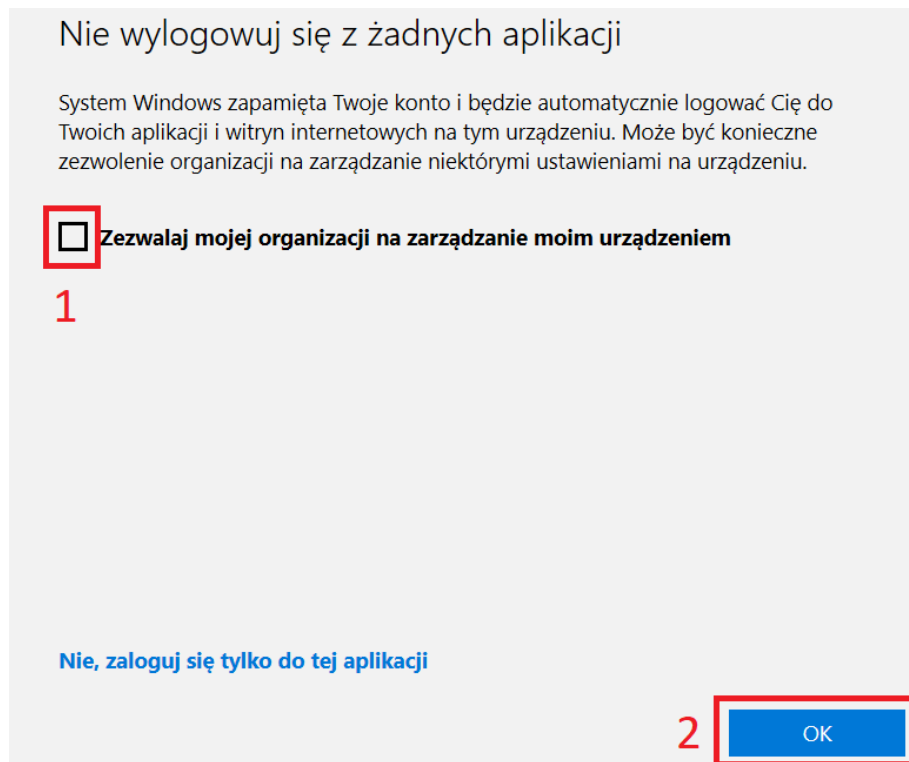 Nie wylogowuj się z żadnych aplikacji
System Windows zapamięta Twoje konto i będzie automatycznie logować Cię do
Twoich aplikacji i witryn internetowych na tym urządzeniu. Może być konieczne
zezwolenie organizacji na zarządzanie niektórymi ustawieniami na urządzeniu.
Zezwalaj mojej organizacji na zarządzanie moim urządzeniem
1
Nie, zaloguj się tylko do tej aplikacji
2
OK